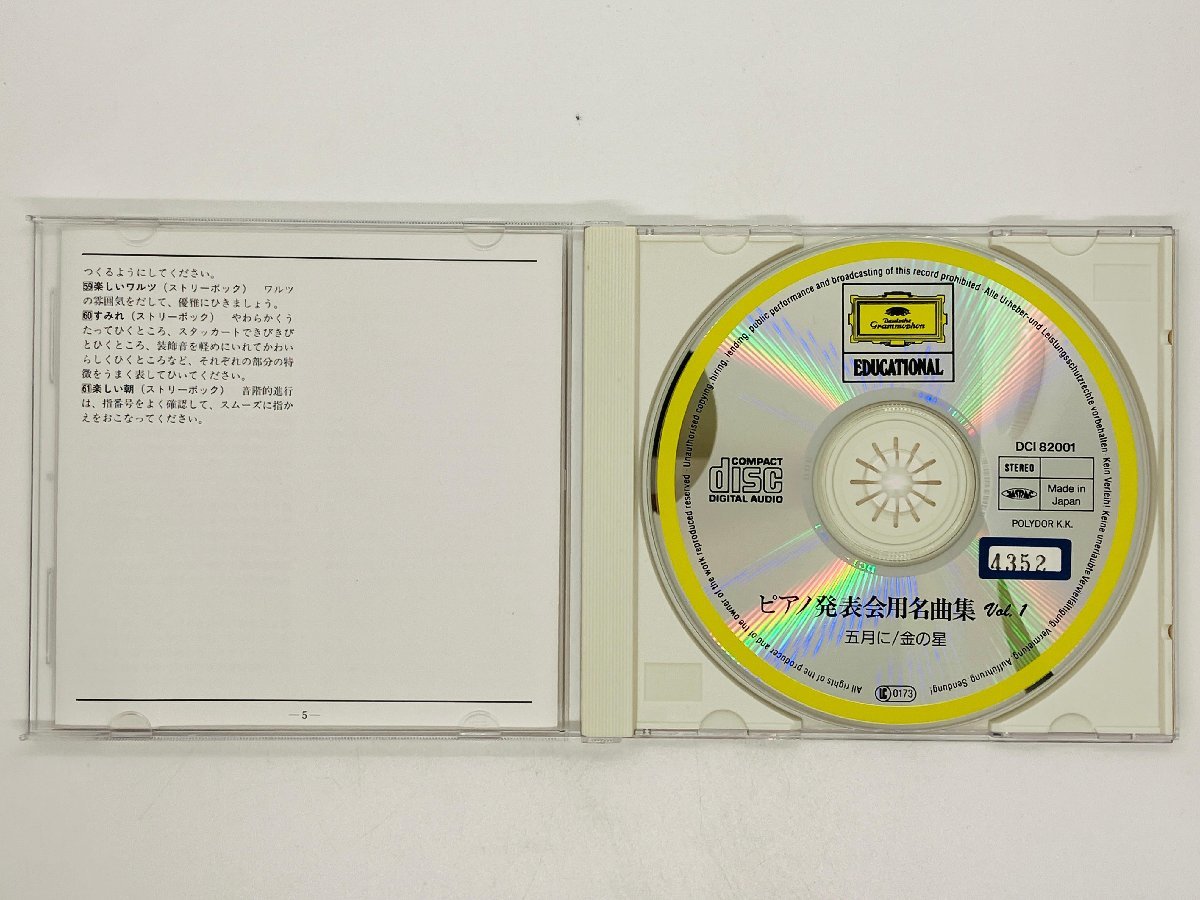 つくるようにしてください。
59楽しいワルツ（ストリーボッグ） ワルツ
の雰囲気をだして、優雅にひきましょう。
60すみれ（ストリーボッグ） やわらかくう
たってひくところ、スタッカートできびきび
とひくところ、装飾音を軽めにいれてかわい
らしくひくところなど、それぞれの部分の特
徴をうまく表してひいてください。
61楽しい朝（ストリーボッグ） 音階的進行
は、指番号をよく確認して、スムーズに指か
えをおこなってください。
—5—
Deutsche
Grammophon
EDUCATIONAL
COMPACT
disc
DIGITAL AUDIO
DCI 82001
STEREO
JASRAC
Made in
Japan
POLYDOR K.K.
4352
ピアノ発表会用名曲集 Vol. 1
五月に/金の星
LC 0173
All rights of the producer and of the owner of the work reproduced reserved · Unauthorised copying, hiring, lending, public performance and broadcasting of this record prohibited · Alle Urheber-und Leistungsschutzrechte vorbehalten · Kein Verleih! Keine unerlaubte Vervielfältigung, Vermietung, Aufführung, Sendung!